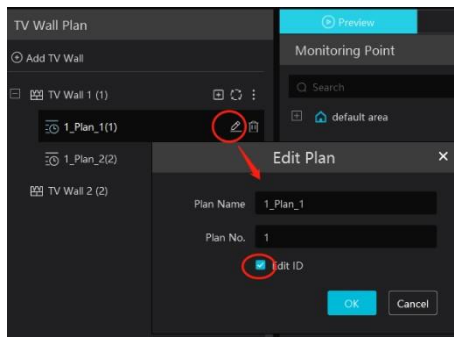 TV Wall Plan
Preview
Add TV Wall
Monitoring Point
Search
TV Wall 1 (1)
default area
1_Plan_1(1)
1_Plan_2(2)
Edit Plan
TV Wall 2 (2)
Plan Name 1_Plan_1
Plan No. 1
Edit ID
OK Cancel